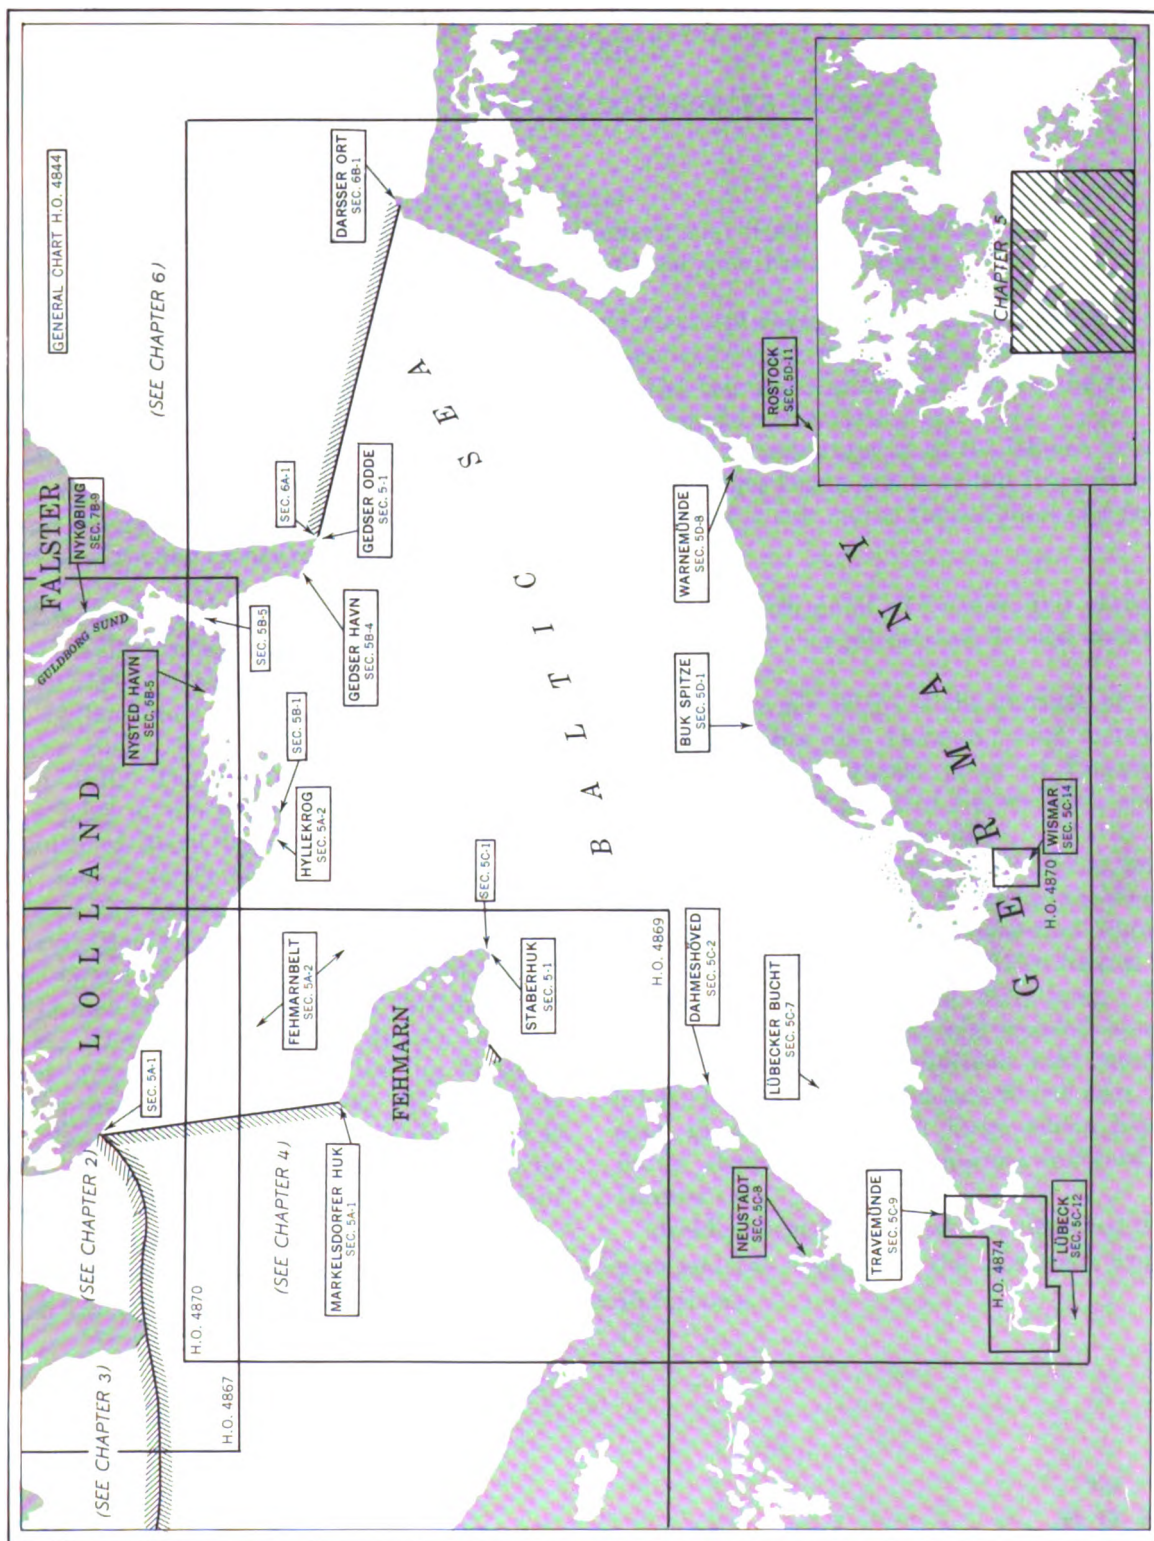 GENERAL CHART H.O. 4844
(SEE CHAPTER 6)
DARSSER ORT
SEC. 6B-1
FALSTER
NYKØBING
SEC. 7B-9
GULDBORG SUND
SEC. 6A-1
GEDSER ODDE
SEC. 5-1
SEC. 5B-5
GEDSER HAVN
SEC. 5B-4
NYSTED HAVN
SEC. 5B-5
SEC. 5B-1
HYLLEKROG
SEC. 5A-2
LOLLAND
FEHMARNBELT
SEC. 5A-2
SEC. 5A-1
(SEE CHAPTER 2)
(SEE CHAPTER 3)
H.O. 4870
H.O. 4867
(SEE CHAPTER 4)
MARKELSDORFER HUK
SEC. 5A-1
FEHMARN
SEC. 5C-1
STABERHUK
SEC. 5-1
H.O. 4869
BALTIC SEA
CHAPTER 5
ROSTOCK
SEC. 5D-11
WARNEMÜNDE
SEC. 5D-8
BUK SPITZE
SEC. 5D-1
DAHMESHÖVED
SEC. 5C-2
LÜBECKER BUCHT
SEC. 5C-7
NEUSTADT
SEC. 5C-8
TRAVEMÜNDE
SEC. 5C-9
H.O. 4874
LÜBECK
SEC. 5C-12
GERMANY
H.O. 4870
WISMAR
SEC. 5C-14